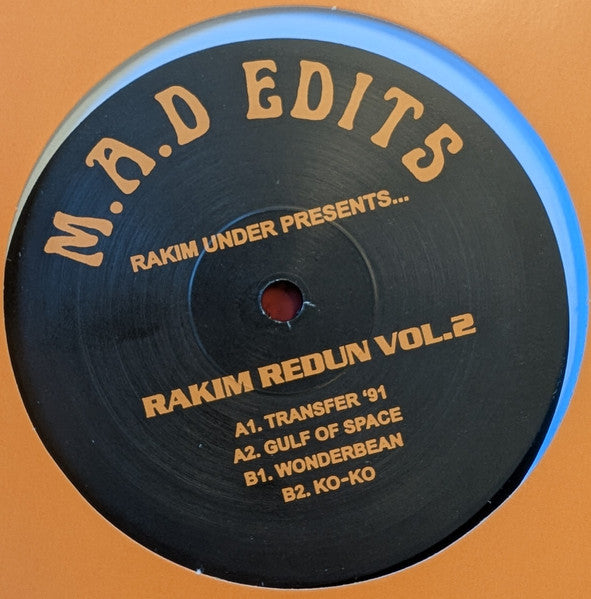 M.A.D EDITS
RAKIM UNDER PRESENTS...
RAKIM REDUN VOL.2
A1. TRANSFER '91
A2. GULF OF SPACE
B1. WONDERBEAN
B2. KO-KO